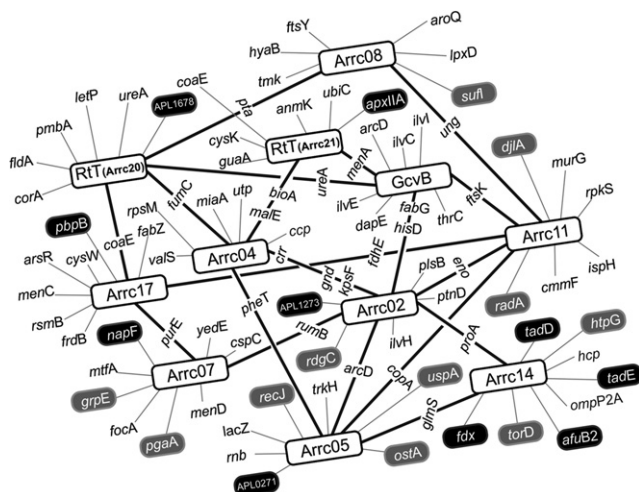 ftsY
aroQ
hyaB
lpxD
Arrc08
tmk
sufI
coaE
letP
ureA
APL1678
pta
ubiC
anmK
apxIIA
ung
pmbA
cysK
arcD
ilvI
ilvC
djlA
fldA
RtT(Arrc20)
guaA
RtT(Arrc21)
menA
murG
corA
ureA
GcvB
rpkS
fumC
miaA
utp
bioA
ilvE
ftsK
rpsM
malE
dapE
fabG
thrC
pbpB
coaE
fabZ
ccp
hisD
Arrc11
arsR
valS
Arrc04
crr
fdhE
cysW
gnd
kpsF
plsB
eno
ispH
menC
Arrc17
pheT
APL1273
ptnD
cmmF
rsmB
Arrc02
radA
frdB
napF
purE
yedE
rumB
tadD
htpG
cspC
rdgC
ilvH
proA
mtfA
Arrc07
arcD
copA
uspA
hcp
grpE
recJ
trkH
Arrc14
tadE
focA
menD
glmS
ompP2A
pgaA
lacZ
Arrc05
fdx
torD
afuB2
rnb
ostA
APL0271